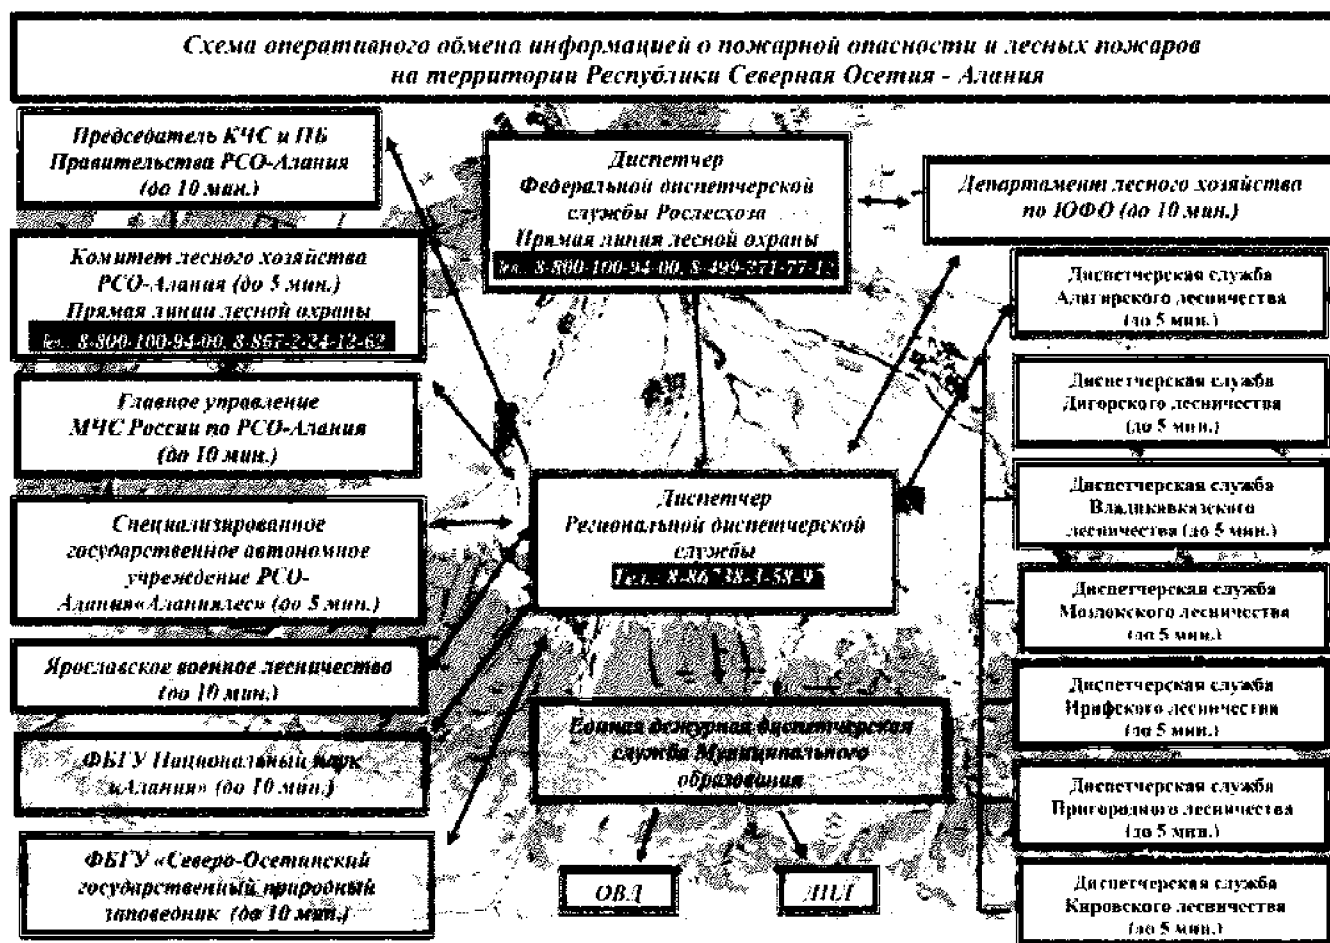 Схема оперативного обмена информацией о пожарной опасности и лесных пожаров
на территории Республики Северная Осетия - Алания
Председатель КЧС и ПБ
Правительства РСО-Алания
(до 10 мин.)
Комитет лесного хозяйства
РСО-Алания (до 5 мин.)
Прямая линии лесной охраны
8-800-100-94-00, 8-867-2-24-12-62
Главное управление
МЧС России по РСО-Алания
(до 10 мин.)
Специализированное
государственное автономное
учреждение РСО-
Алания«Аланиялес» (до 5 мин.)
Ярославское военное лесничество
(до 10 мин.)
ФБГУ Национальный парк
«Алания» (до 10 мин.)
ФБГУ «Северо-Осетинский
государственный природный
заповедник (до 10 мин.)
Диспетчер
Федеральной диспетчерской
службы Рослесхоза
Прямая линия лесной охраны
8-800-100-94-00,
Диспетчер
Региональной диспетчерской
службы
Тел.:
Единая дежурная диспетчерская
служба Муниципального
образования
ОВД
Департамент лесного хозяйства
по ЮФО (до 10 мин.)
Диспетчерская служба
Алагирского лесничества
(до 5 мин.)
Диспетчерская служба
Дигорского лесничества
(до 5 мин.)
Диспетчерская служба
Владикавказского
лесничества (до 5 мин.)
Диспетчерская служба
Моздокского лесничества
(до 5 мин.)
Диспетчерская служба
Ирафского лесничества
(до 5 мин.)
Диспетчерская служба
Пригородного лесничества
(до 5 мин.)
Диспетчерская служба
Кировского лесничества
(до 5 мин.)